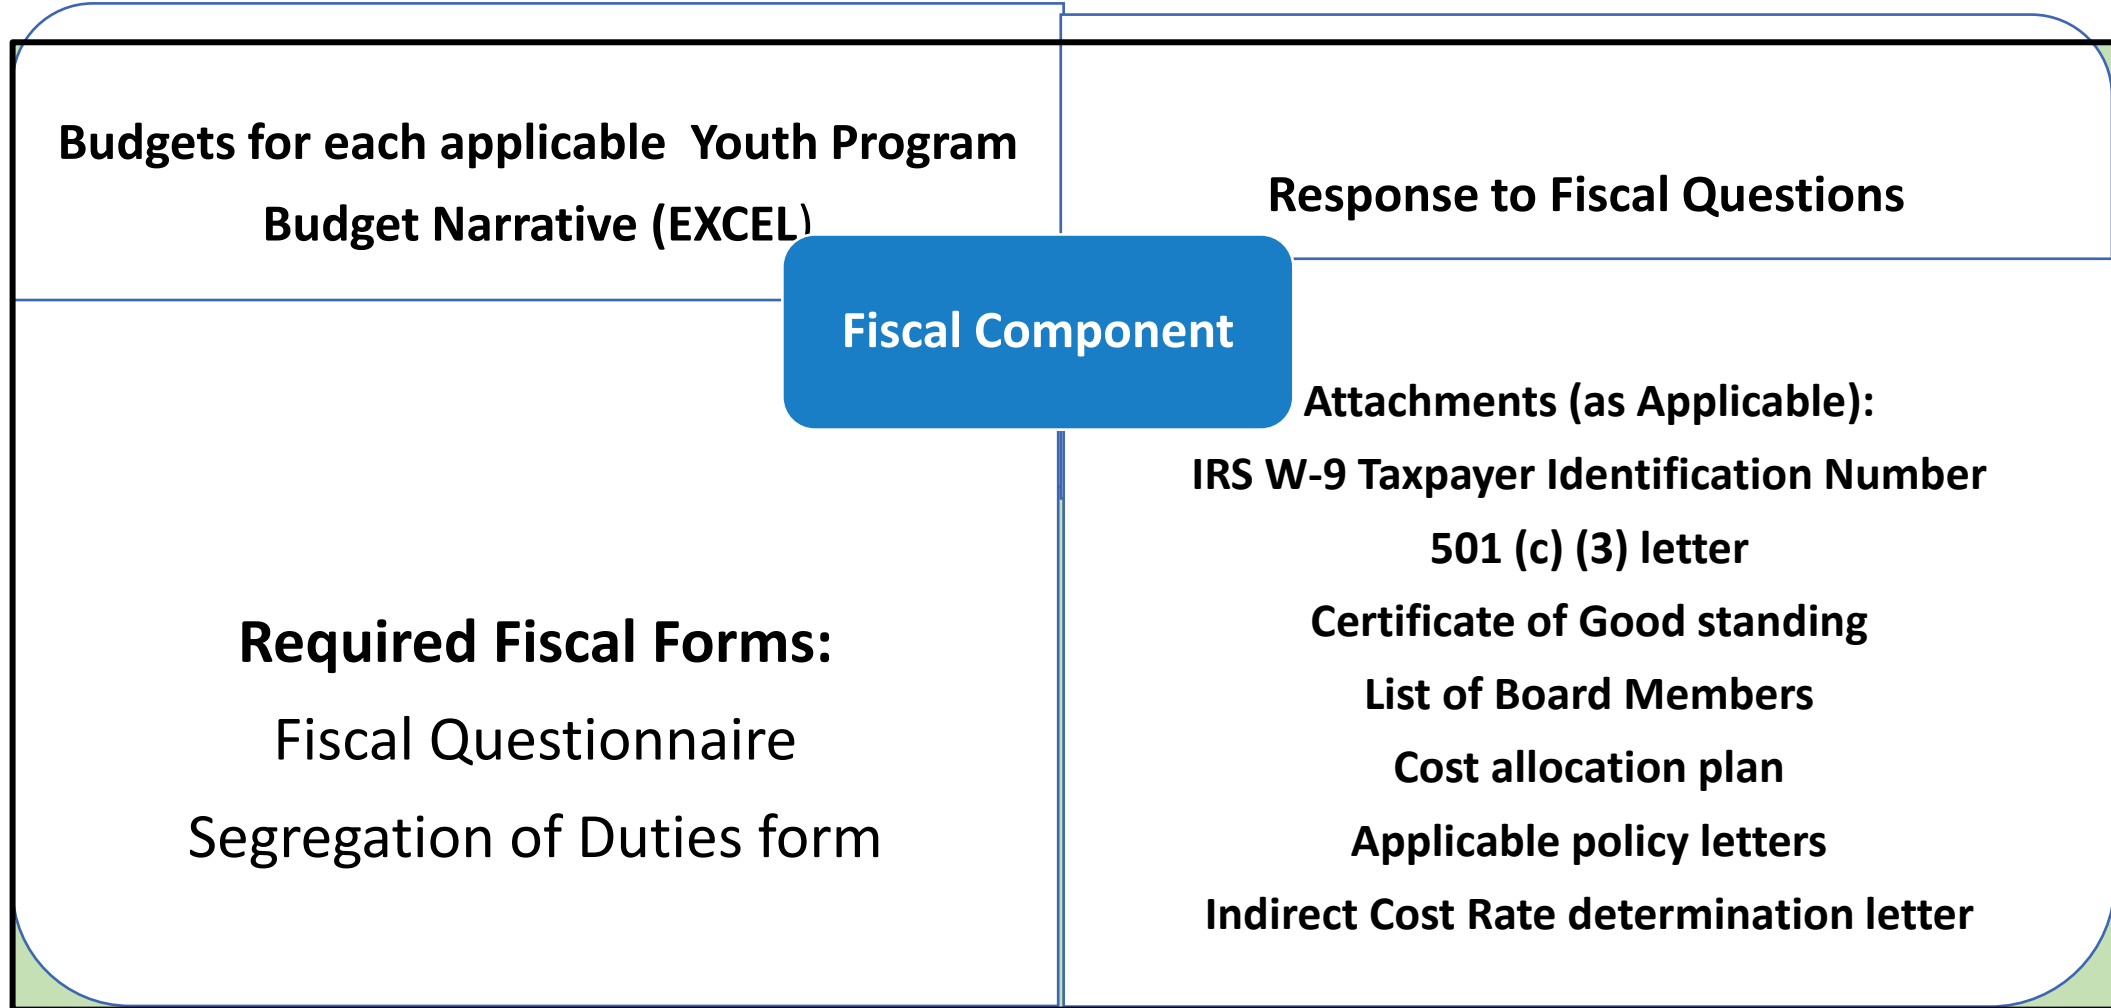 Budgets for each applicable Youth Program
Budget Narrative (EXCEL)
Response to Fiscal Questions
Fiscal Component
Required Fiscal Forms:
Fiscal Questionnaire
Segregation of Duties form
Attachments (as Applicable):
IRS W-9 Taxpayer Identification Number
501 (c) (3) letter
Certificate of Good standing
List of Board Members
Cost allocation plan
Applicable policy letters
Indirect Cost Rate determination letter